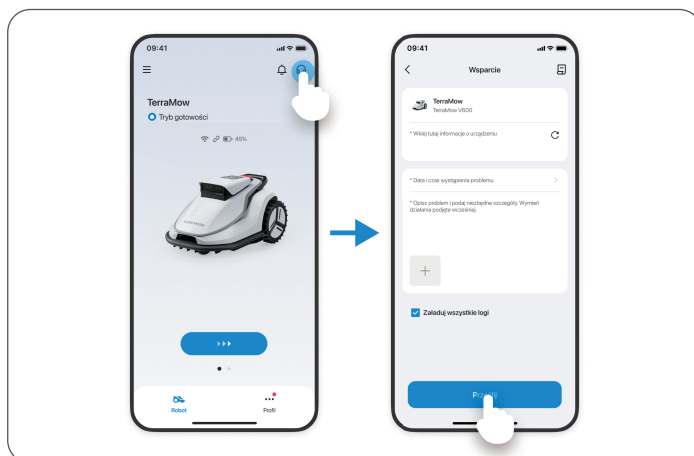 09:41
TerraMow
Tryb gotowości
45%
Robot
Profil
09:41
Wsparcie
TerraMow
TerraMow V600
* Wklej tutaj informacje o urządzeniu
* Data i czas wystąpienia problemu
* Opisz problem i podaj niezbędne szczegóły. Wymień
działania podjęte wcześniej.
Załaduj wszystkie logi